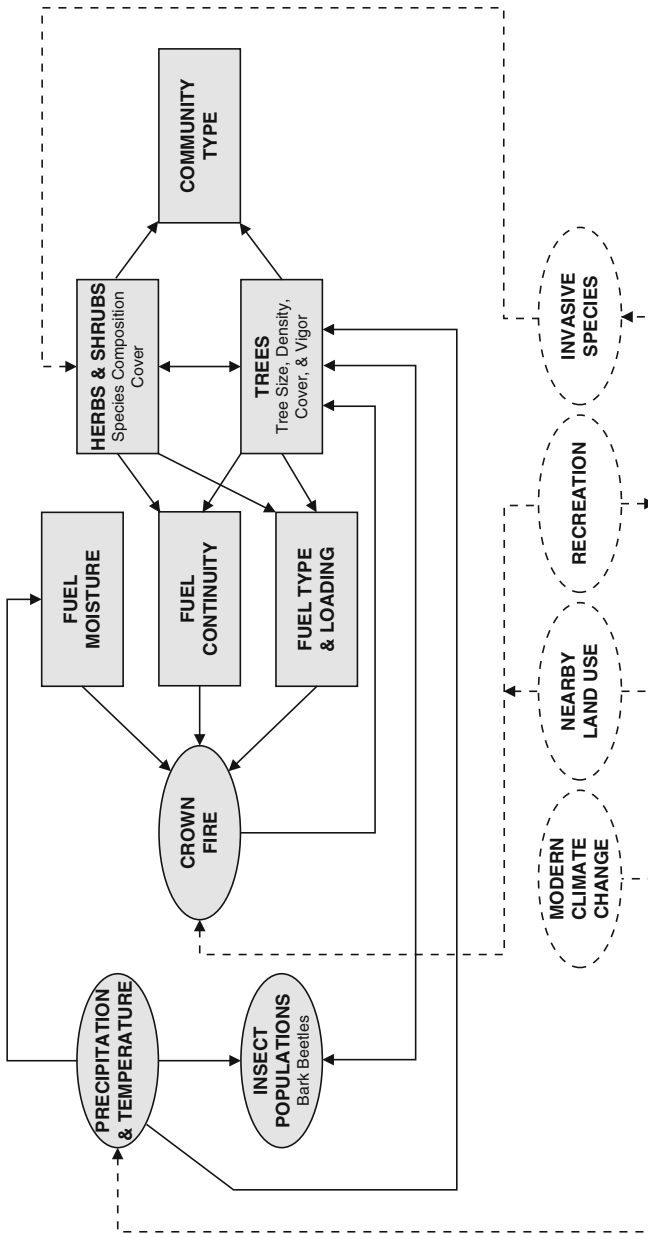 PRECIPITATION
& TEMPERATURE
INSECT
POPULATIONS
Bark Beetles
CROWN
FIRE
FUEL
MOISTURE
FUEL
CONTINUITY
FUEL TYPE
& LOADING
HERBS & SHRUBS
Species Composition
Cover
TREES
Tree Size, Density,
Cover, & Vigor
COMMUNITY
TYPE
MODERN
CLIMATE
CHANGE
NEARBY
LAND USE
RECREATION
INVASIVE
SPECIES